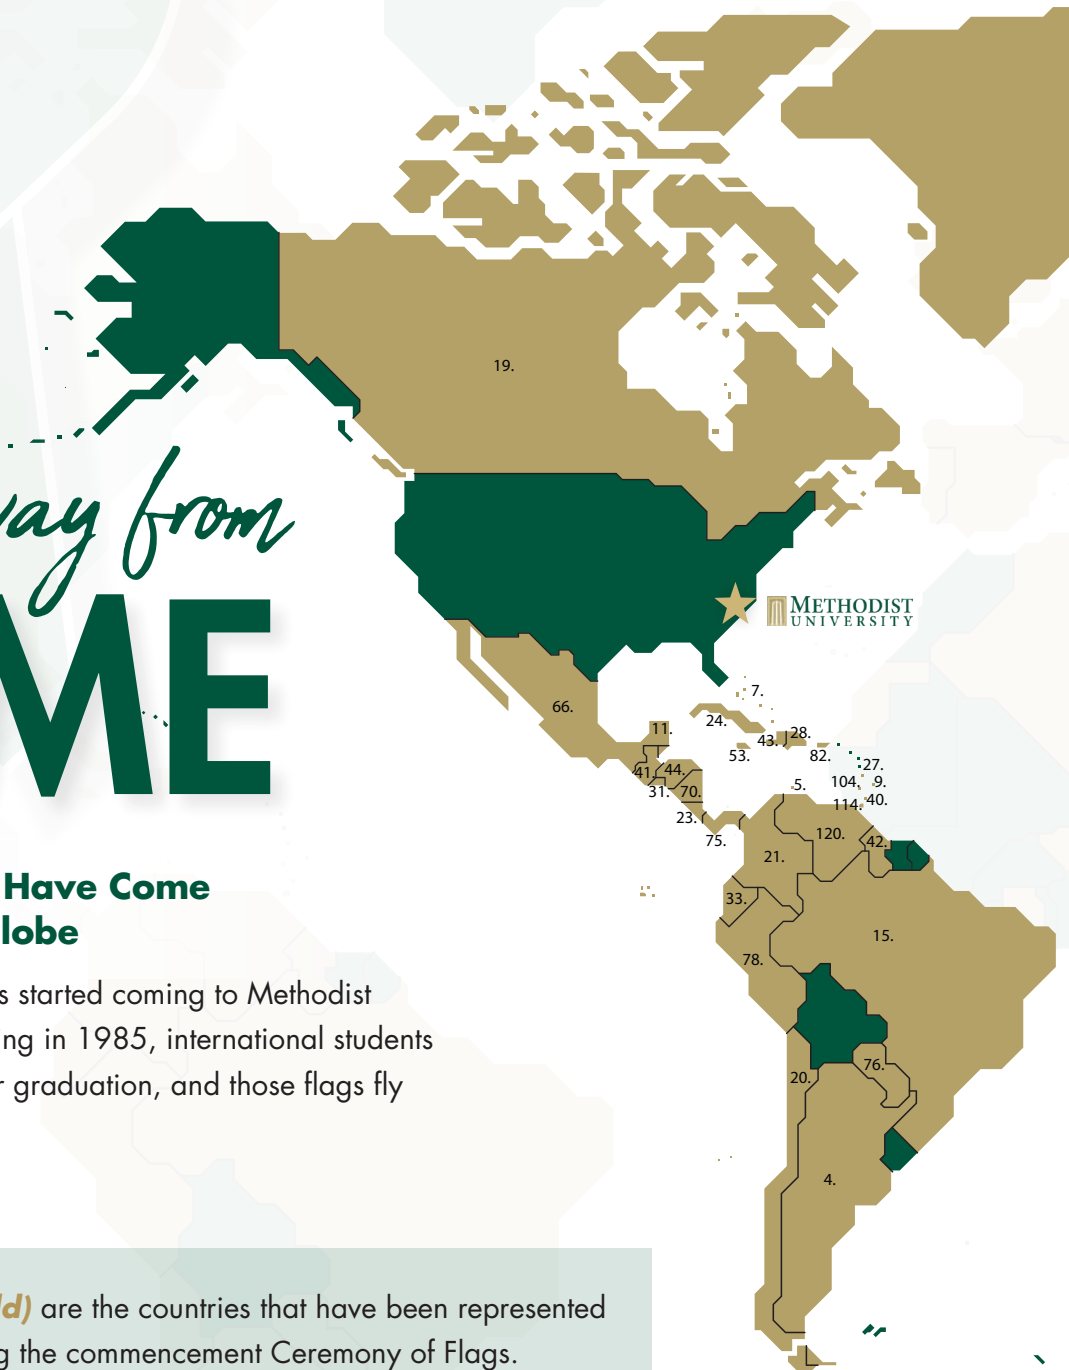 19.
way from
OME
METHODIST
UNIVERSITY
7.
66.
11.
24.
43.
28.
53.
82.
27.
41.
44.
104.
9.
5.
31.
70.
40.
114.
23.
120.
75.
42.
21.
Have Come
lobe
33.
15.
78.
s started coming to Methodist
ng in 1985, international students
76.
20.
r graduation, and those flags fly
4.
ld) are the countries that have been represented
g the commencement Ceremony of Flags.